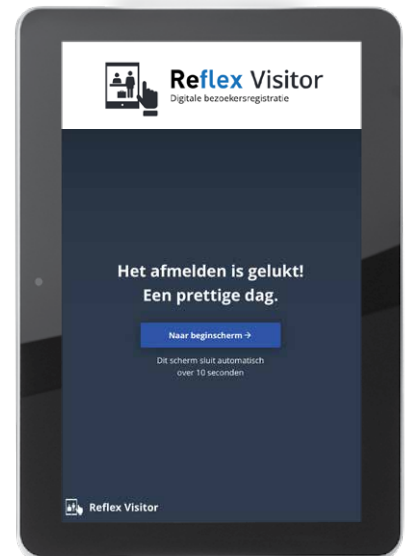 Reflex Visitor
Digitale bezoekersregistratie
Het afmelden is gelukt!
Een prettige dag.
Naar beginscherm →
Dit scherm sluit automatisch
over 10 seconden
Reflex Visitor